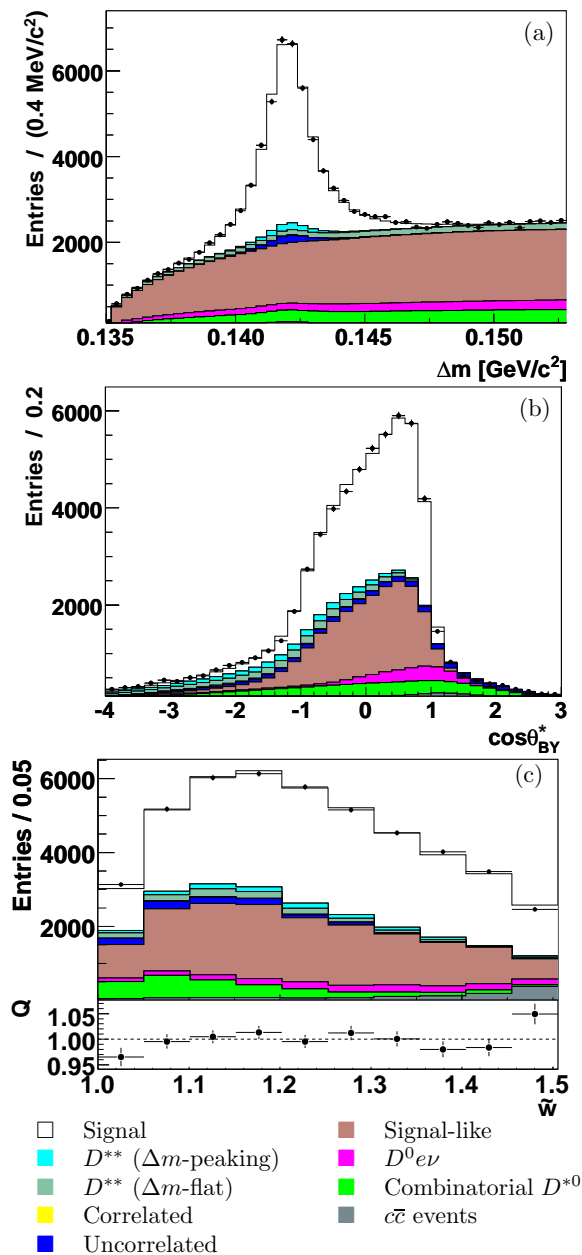 (a)
Entries / (0.4 MeV/c²)
6000
4000
2000
0.135 0.140 0.145 0.150
Δm [GeV/c²]
(b)
Entries / 0.2
6000
4000
2000
-4 -3 -2 -1 0 1 2 3
cosθ*BY
(c)
Entries / 0.05
6000
4000
2000
Q
1.05
1.00
0.95
1.0 1.1 1.2 1.3 1.4 1.5
w̃
Signal
D** (Δm-peaking)
D** (Δm-flat)
Correlated
Uncorrelated
Signal-like
D⁰eν
Combinatorial D*⁰
cc̅ events